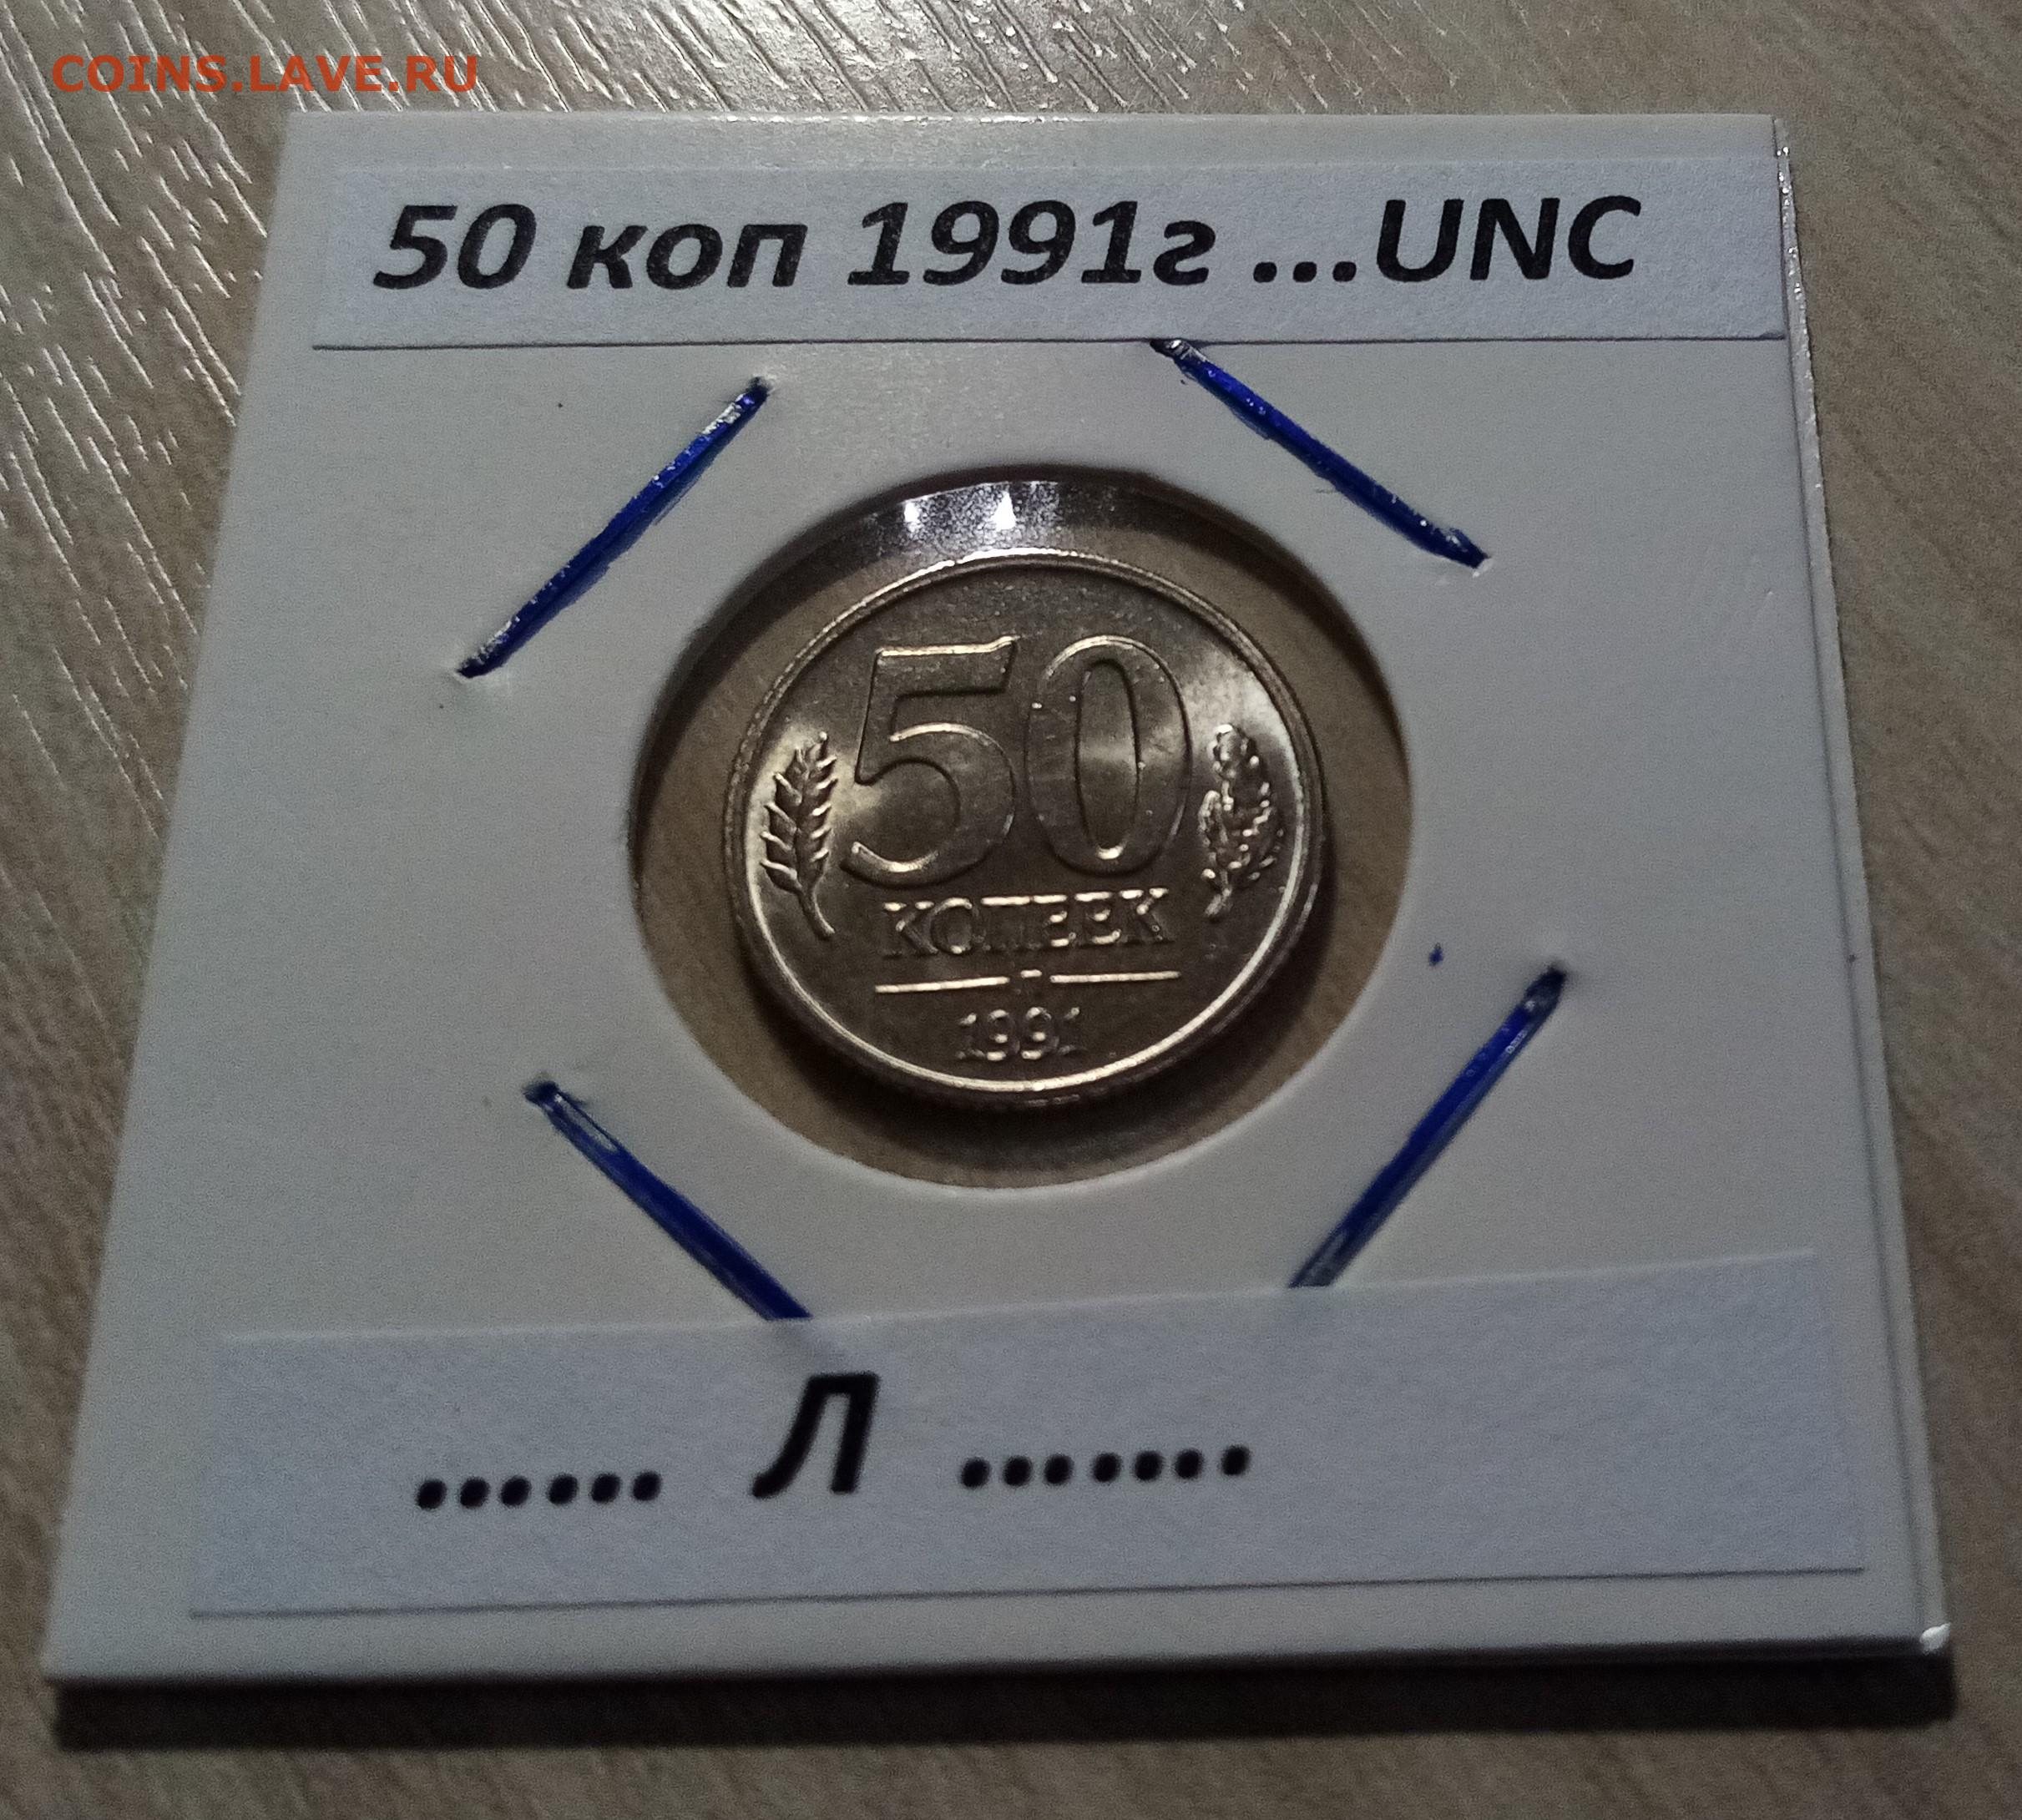 COINS.LAVE.RU
50 коп 1991г ...UNC
50
КОПЕЕК
1991
...... Л .......